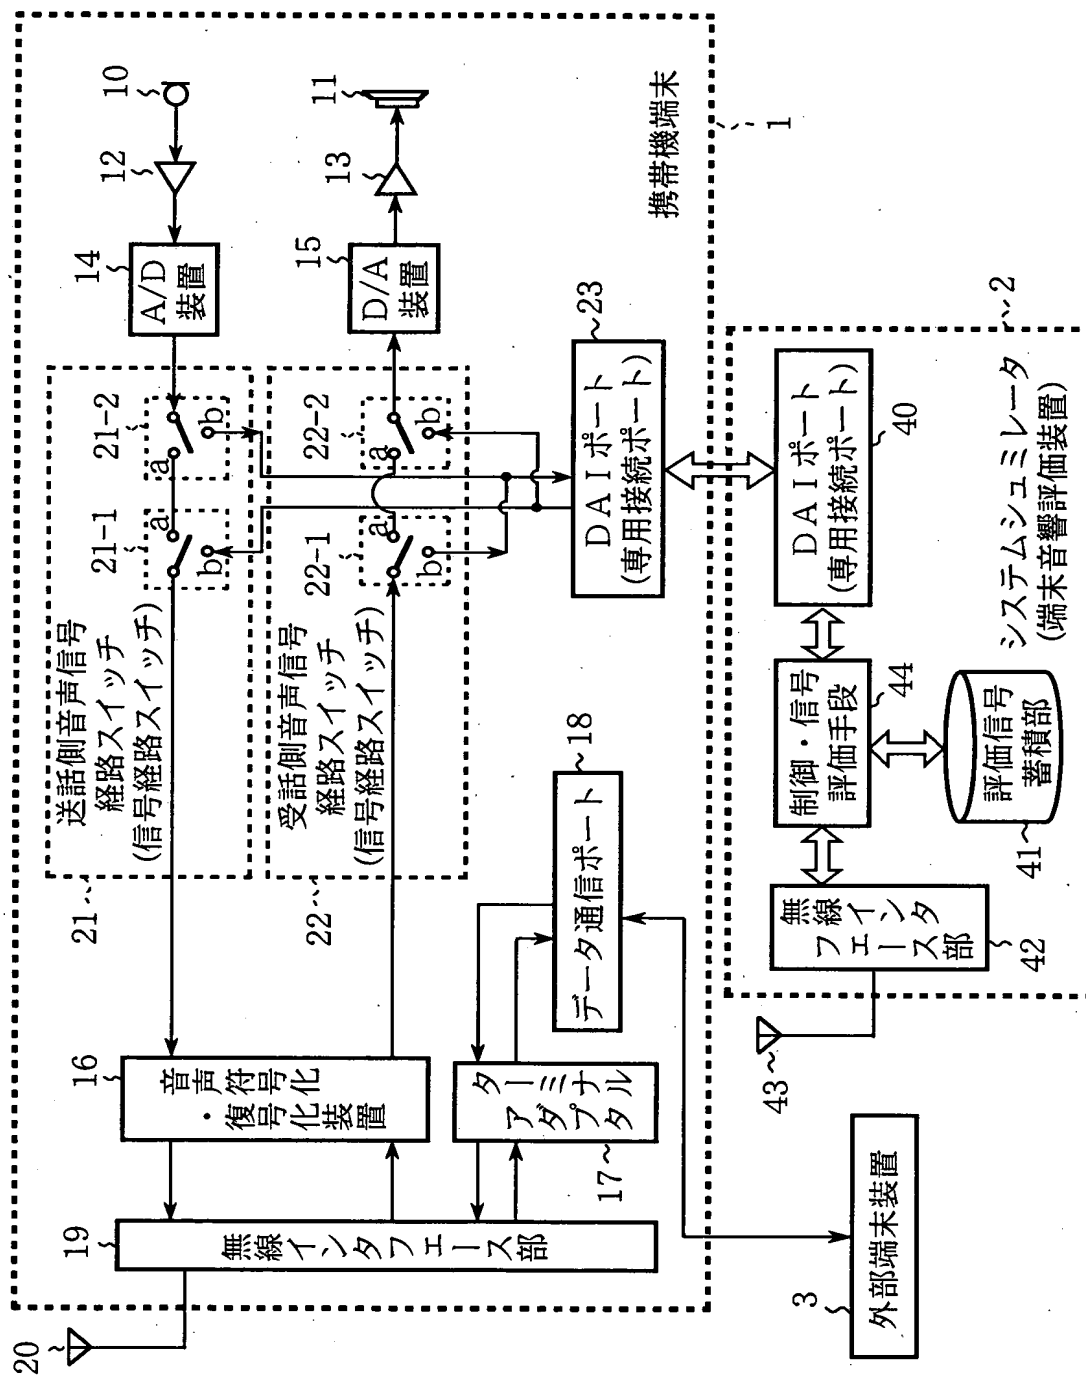 20
19
無線インタフェース部
16
音声符号化
・復号化装置
ターミナル
アダプタ
17
21
送話側音声信号
経路スイッチ
(信号経路スイッチ)
21-1
a
b
21-2
a
b
14
A/D
装置
12
10
22
受話側音声信号
経路スイッチ
(信号経路スイッチ)
22-1
a
b
22-2
a
b
15
D/A
装置
13
11
データ通信ポート
18
DAIポート
(専用接続ポート)
23
携帯機端末
1
3
外部端末装置
43
無線インタ
フェース部
42
制御・信号
評価手段
44
DAIポート
(専用接続ポート)
40
評価信号
蓄積部
41
システムシュミレータ
(端末音響評価装置)
2